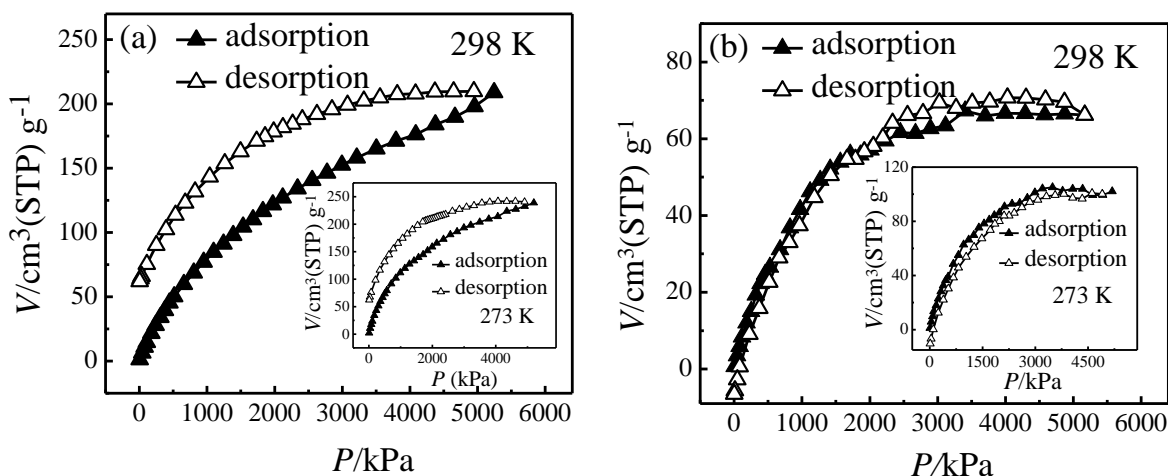 (a)
adsorption
desorption
298 K
V/cm³(STP) g⁻¹
250
200
150
100
50
0
0 1000 2000 3000 4000 5000 6000
P/kPa
V/cm³(STP) g⁻¹
250
200
150
100
50
0
adsorption
desorption
273 K
0 2000 4000
P (kPa)
(b)
adsorption
desorption
298 K
V/cm³(STP) g⁻¹
80
60
40
20
0
0 1000 2000 3000 4000 5000 6000
P/kPa
V/cm³(STP) g⁻¹
120
80
40
0
adsorption
desorption
273 K
0 1500 3000 4500
P/kPa